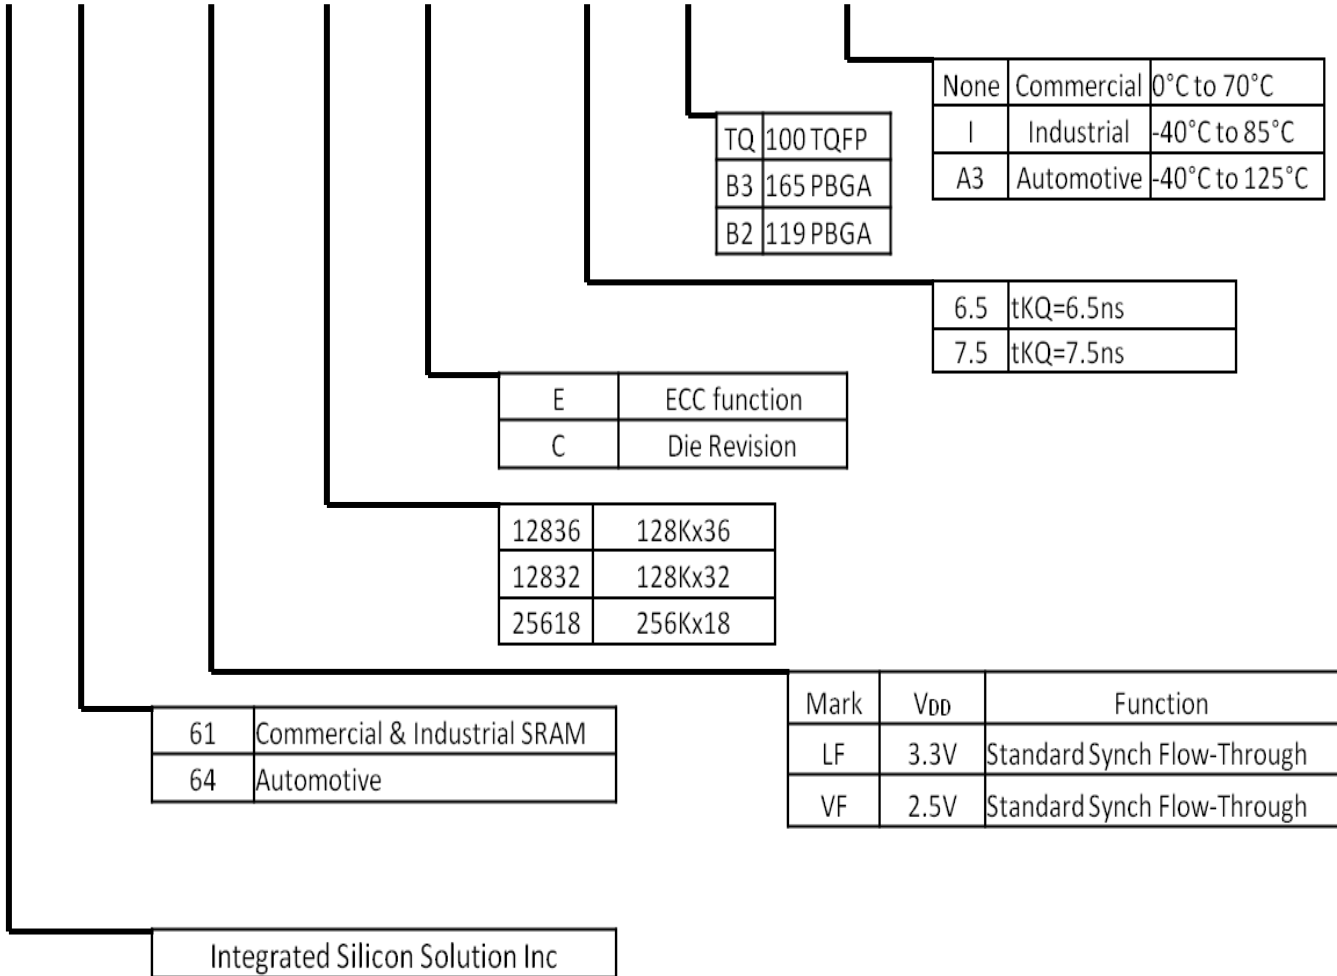 None Commercial 0°C to 70°C
I Industrial -40°C to 85°C
A3 Automotive -40°C to 125°C
TQ 100 TQFP
B3 165 PBGA
B2 119 PBGA
6.5 tKQ=6.5ns
7.5 tKQ=7.5ns
E ECC function
C Die Revision
12836 128Kx36
12832 128Kx32
25618 256Kx18
Mark VDD Function
LF 3.3V Standard Synch Flow-Through
VF 2.5V Standard Synch Flow-Through
61 Commercial & Industrial SRAM
64 Automotive
Integrated Silicon Solution Inc